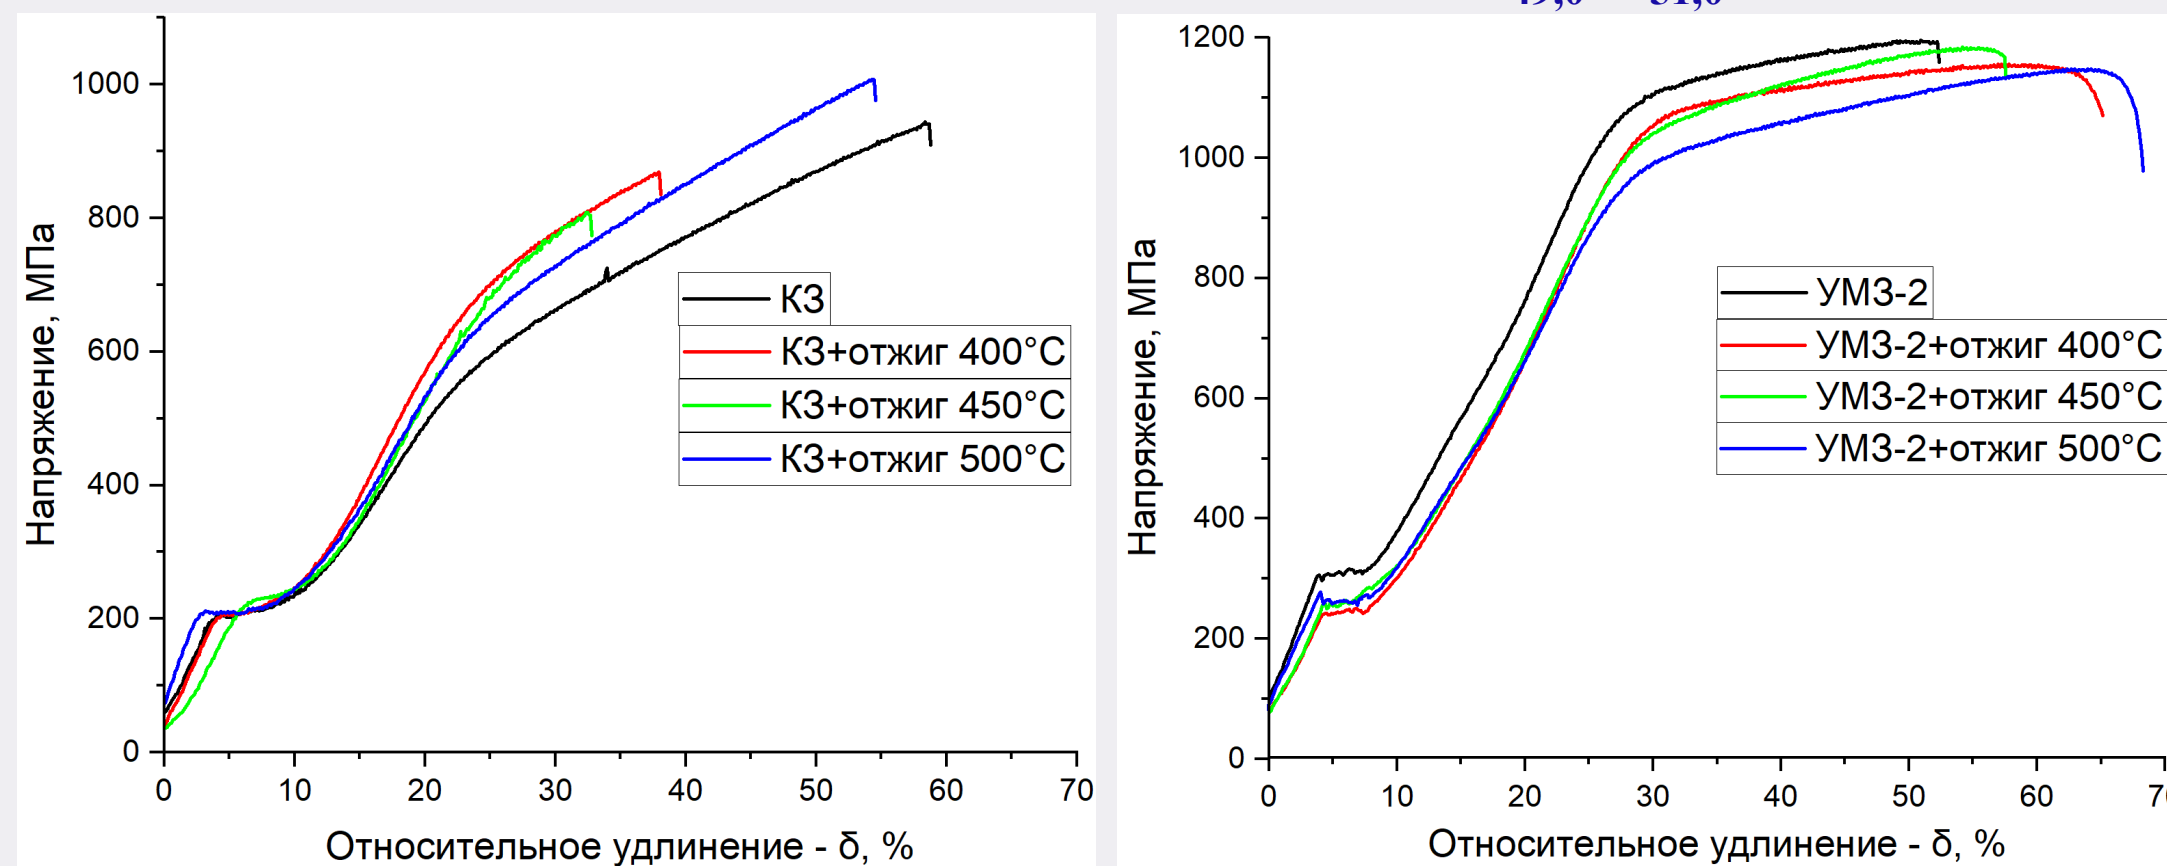 1000
800
600
400
200
0
0 10 20 30 40 50 60 70
Напряжение, МПа
Относительное удлинение - δ, %
КЗ
КЗ+отжиг 400°C
КЗ+отжиг 450°C
КЗ+отжиг 500°C
1200
1000
800
600
400
200
0
0 10 20 30 40 50 60
Напряжение, МПа
Относительное удлинение - δ, %
УМЗ-2
УМЗ-2+отжиг 400°C
УМЗ-2+отжиг 450°C
УМЗ-2+отжиг 500°C